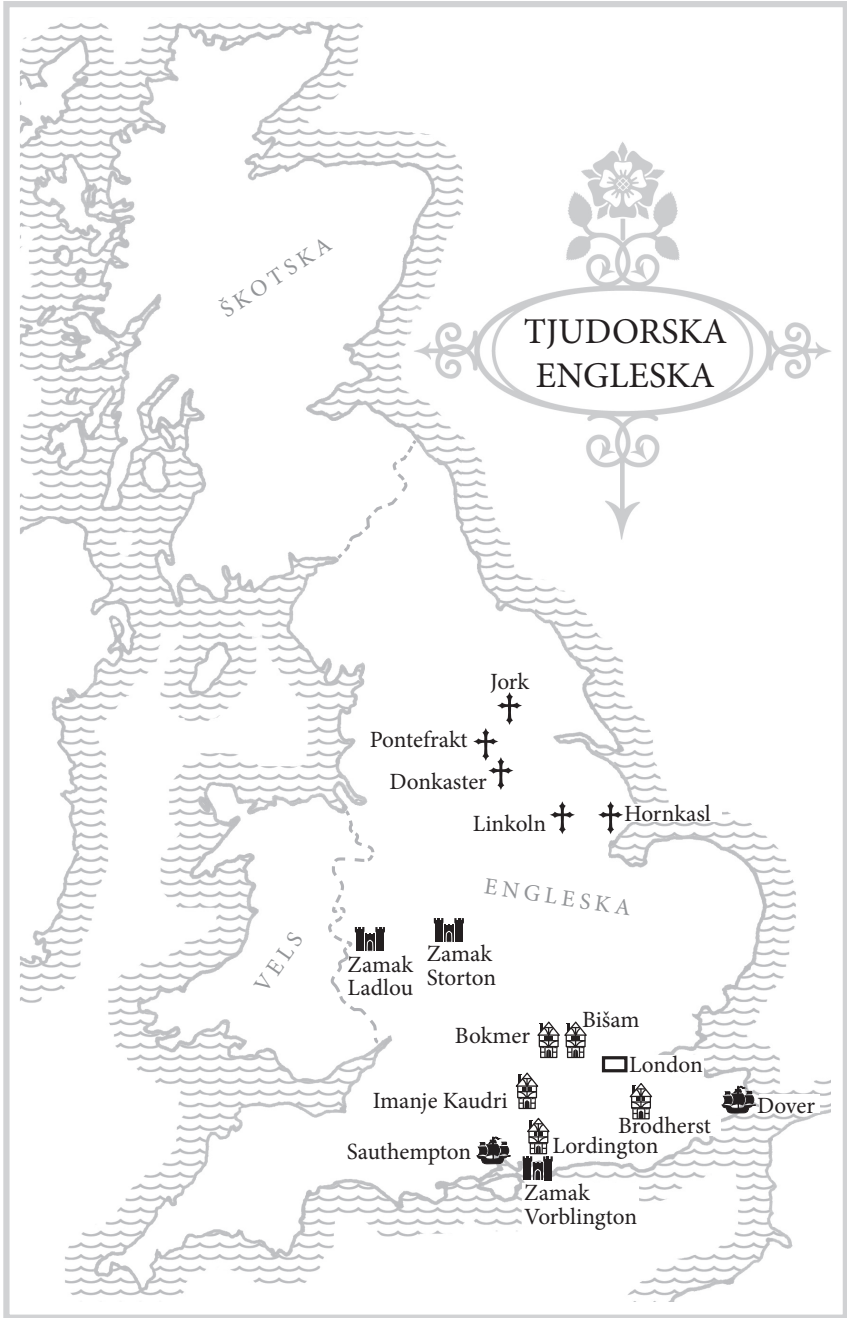 ŠKOTSKA
TJUDORSKA
ENGLESKA
Jork
Pontefrakt
Donkaster
Linkoln
Hornkasl
ENGLESKA
VELS
Zamak
Ladlou
Zamak
Storton
Bokmer
Bišam
London
Imanje Kaudri
Brodherst
Dover
Sauthempton
Lordington
Zamak
Vorblington